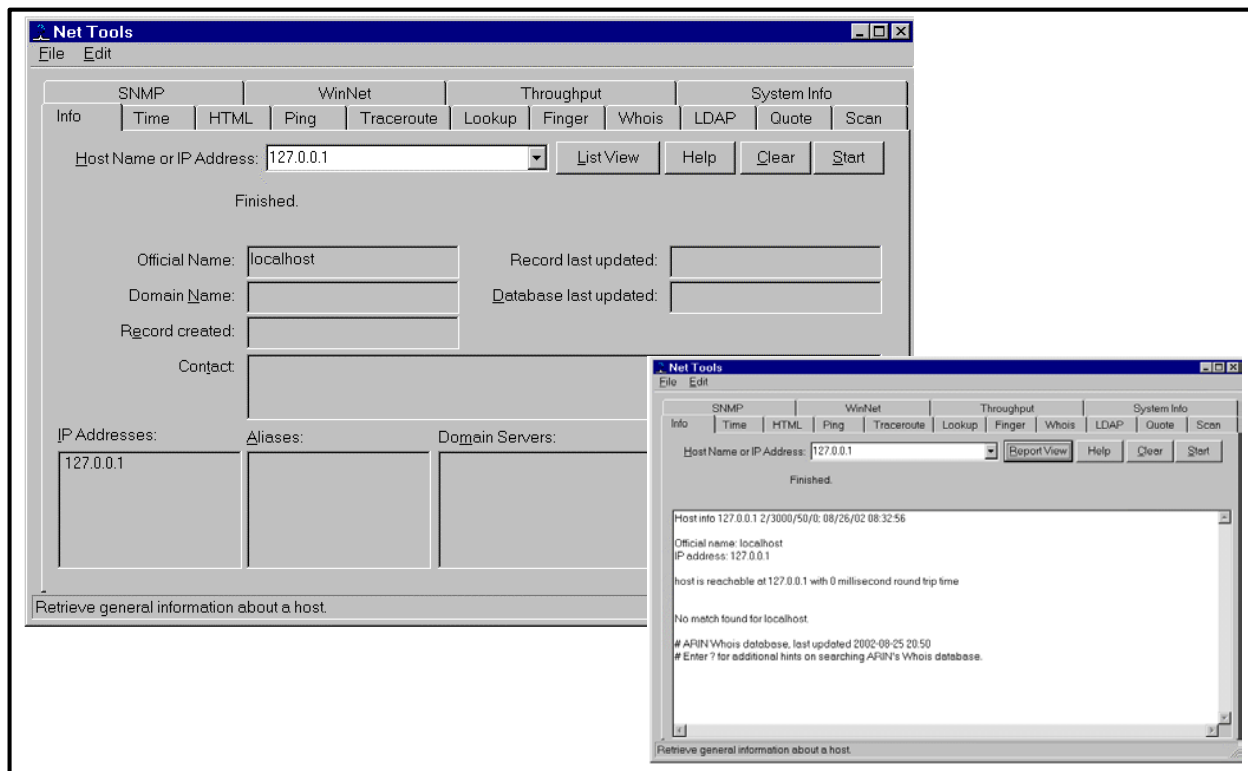 Net Tools
File Edit
SNMP WinNet Throughput System Info
Info Time HTML Ping Traceroute Lookup Finger Whois LDAP Quote Scan
Host Name or IP Address: 127.0.0.1 List View Help Clear Start
Finished.
Official Name: localhost Record last updated:
Domain Name: Database last updated:
Record created:
Contact:
IP Addresses: Aliases: Domain Servers:
127.0.0.1
Retrieve general information about a host.
Net Tools
File Edit
SNMP WinNet Throughput System Info
Info Time HTML Ping Traceroute Lookup Finger Whois LDAP Quote Scan
Host Name or IP Address: 127.0.0.1 Report View Help Clear Start
Finished.
Host info 127.0.0.1 2/3000/50/0: 08/26/02 08:32:56
Official name: localhost
IP address: 127.0.0.1
host is reachable at 127.0.0.1 with 0 millisecond round trip time
No match found for localhost.
# ARIN Whois database, last updated 2002-08-25 20:50
# Enter ? for additional hints on searching ARIN's Whois database.
Retrieve general information about a host.